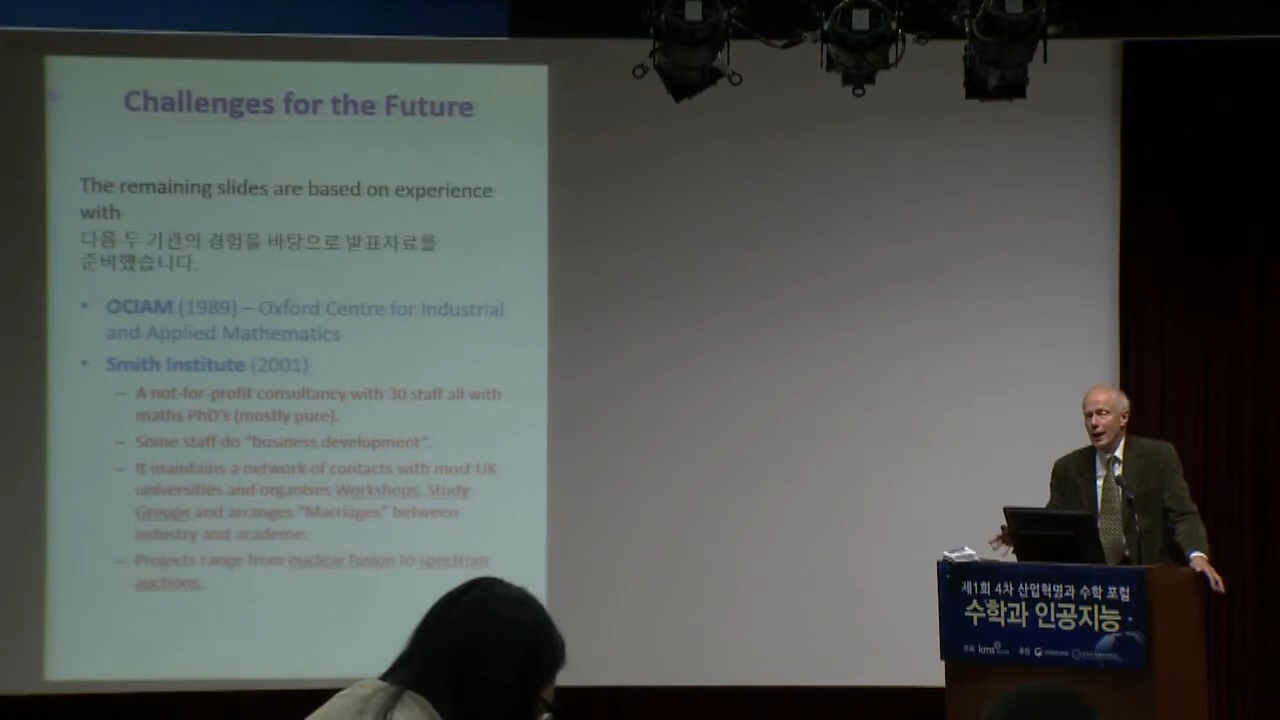 Challenges for the Future
The remaining slides are based on experience
with
다음 두 기관의 경험을 바탕으로 발표자료를
준비했습니다.
• OCIAM (1989) – Oxford Centre for Industrial
and Applied Mathematics
• Smith Institute (2001)
– A not-for-profit consultancy with 30 staff all with
maths PhD's (mostly pure).
– Some staff do "business development".
– It maintains a network of contacts with most UK
universities and organises Workshops, Study
Groups and arranges "Marriages" between
industry and academe.
– Projects range from nuclear fusion to spectrum
auctions.
제1회 4차 산업혁명과 수학 포럼
수학과 인공지능
주최 kms 후원